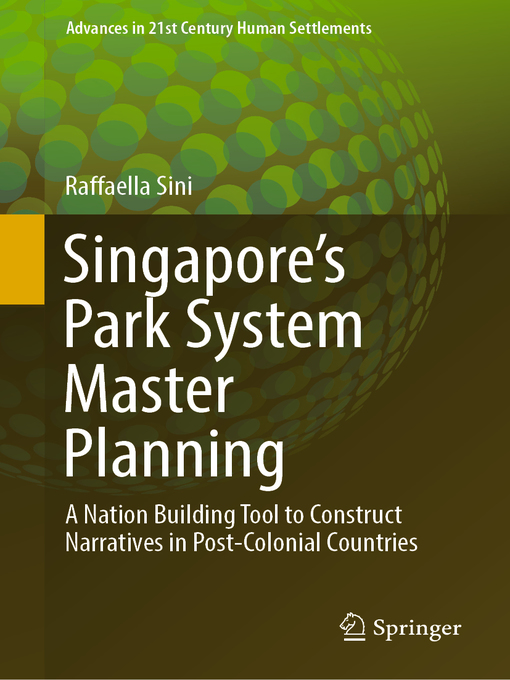 Advances in 21st Century Human Settlements
Raffaella Sini
Singapore’s
Park System
Master
Planning
A Nation Building Tool to Construct
Narratives in Post-Colonial Countries
Springer